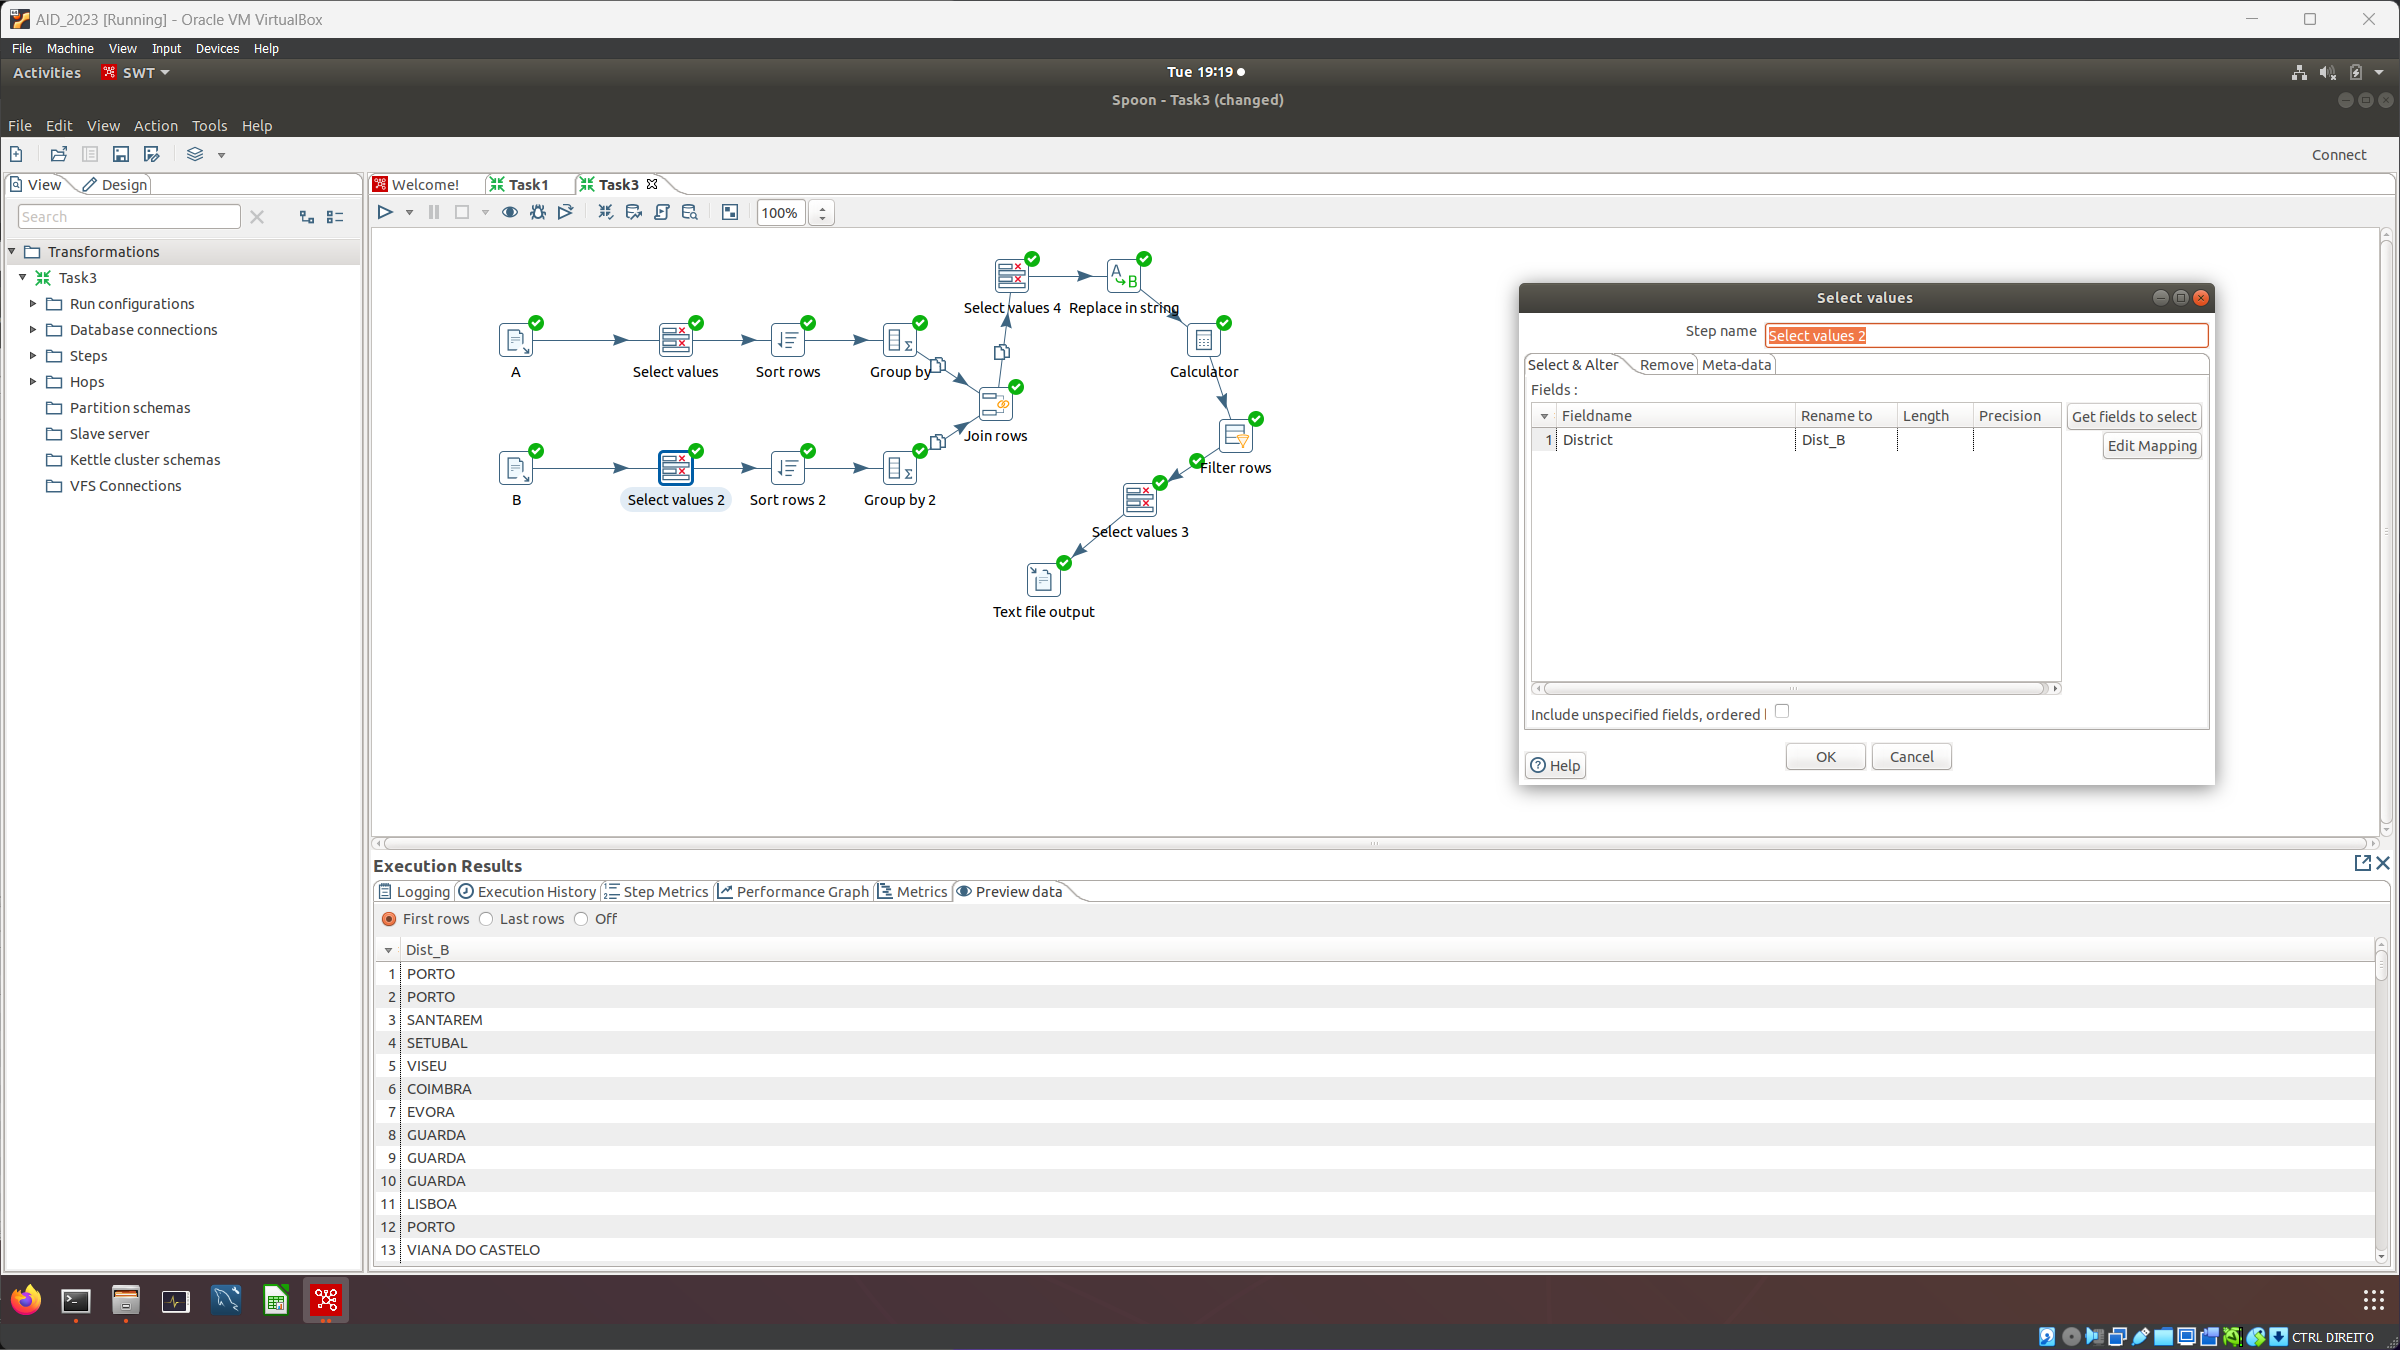 AID_2023 [Running] - Oracle VM VirtualBox
File Machine View Input Devices Help
Activities SWT Tue 19:19
Spoon - Task3 (changed)
File Edit View Action Tools Help
Connect
View Design
Welcome! Task1 Task3
Search
100%
Transformations
Task3
Run configurations
Database connections
Steps
Hops
Partition schemas
Slave server
Kettle cluster schemas
VFS Connections
Select values 4 Replace in string
A Select values Sort rows Group by Calculator
Join rows
Filter rows
B Select values 2 Sort rows 2 Group by 2
Select values 3
Text file output
Select values
Step name Select values 2
Select & Alter Remove Meta-data
Fields :
Fieldname Rename to Length Precision Get fields to select
1 District Dist_B
Edit Mapping
Include unspecified fields, ordered
OK Cancel
Help
Execution Results
Logging Execution History Step Metrics Performance Graph Metrics Preview data
First rows Last rows Off
Dist_B
1 PORTO
2 PORTO
3 SANTAREM
4 SETUBAL
5 VISEU
6 COIMBRA
7 EVORA
8 GUARDA
9 GUARDA
10 GUARDA
11 LISBOA
12 PORTO
13 VIANA DO CASTELO
CTRL DIREITO